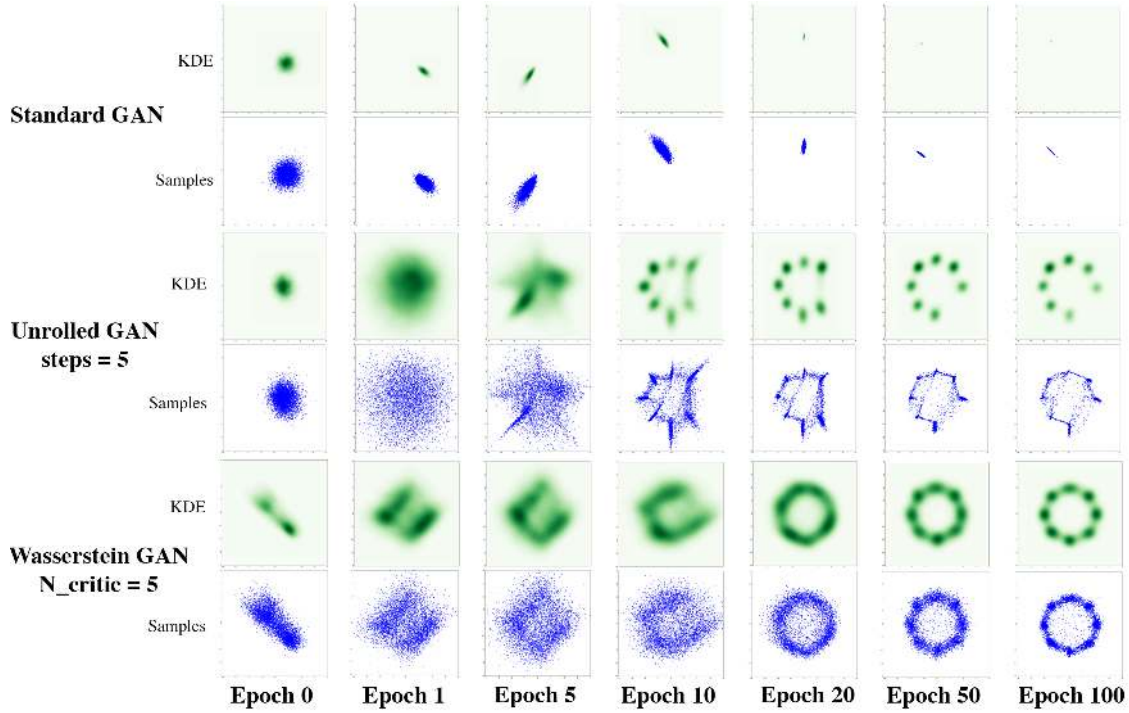 KDE
Standard GAN
Samples
KDE
Unrolled GAN
steps = 5
Samples
KDE
Wasserstein GAN
N_critic = 5
Samples
Epoch 0 Epoch 1 Epoch 5 Epoch 10 Epoch 20 Epoch 50 Epoch 100